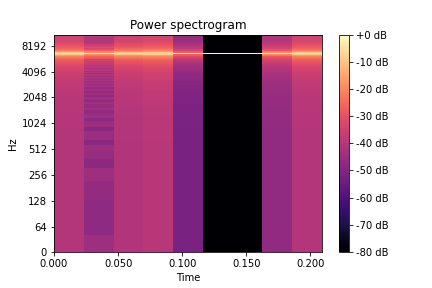 Power spectrogram
8192
4096
2048
1024
512
256
128
64
0
Hz
0.000 0.050 0.100 0.150 0.200
Time
+0 dB
-10 dB
-20 dB
-30 dB
-40 dB
-50 dB
-60 dB
-70 dB
-80 dB